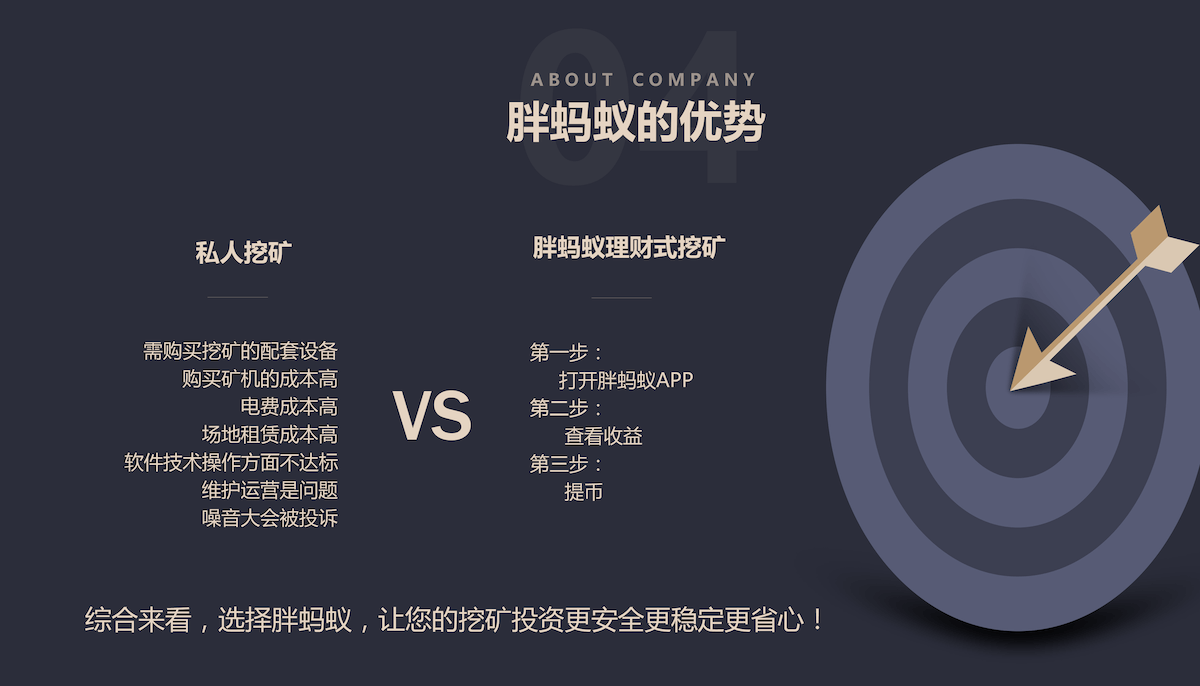 04
ABOUT COMPANY
胖蚂蚁的优势
私人挖矿
需购买挖矿的配套设备
购买矿机的成本高
电费成本高
场地租赁成本高
软件技术操作方面不达标
维护运营是问题
噪音大会被投诉
VS
胖蚂蚁理财式挖矿
第一步：
打开胖蚂蚁APP
第二步：
查看收益
第三步：
提币
综合来看，选择胖蚂蚁，让您的挖矿投资更安全更稳定更省心！